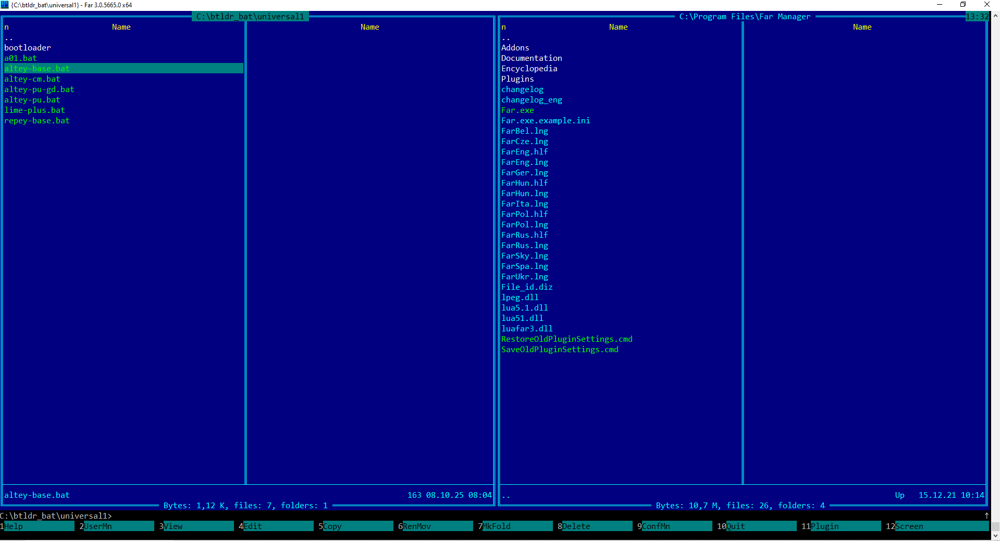 {C:\btldr_bat\universal1} - Far 3.0.5665.0 x64
C:\btldr_bat\universal1
n Name Name
..
bootloader
a01.bat
altey-base.bat
altey-cm.bat
altey-pu-gd.bat
altey-pu.bat
lime-plus.bat
repey-base.bat
altey-base.bat 163 08.10.25 08:04
Bytes: 1,12 K, files: 7, folders: 1
C:\Program Files\Far Manager 13:32
n Name Name
..
Addons
Documentation
Encyclopedia
Plugins
changelog
changelog_eng
Far.exe
Far.exe.example.ini
FarBel.lng
FarCze.lng
FarEng.hlf
FarEng.lng
FarGer.lng
FarHun.hlf
FarHun.lng
FarIta.lng
FarPol.hlf
FarPol.lng
FarRus.hlf
FarRus.lng
FarSky.lng
FarSpa.lng
FarUkr.lng
File_id.diz
lpeg.dll
lua5.1.dll
lua51.dll
luafar3.dll
RestoreOldPluginSettings.cmd
SaveOldPluginSettings.cmd
.. Up 15.12.21 10:14
Bytes: 10,7 M, files: 26, folders: 4
C:\btldr_bat\universal1>
1Help 2UserMn 3View 4Edit 5Copy 6RenMov 7MkFold 8Delete 9ConfMn 10Quit 11Plugin 12Screen